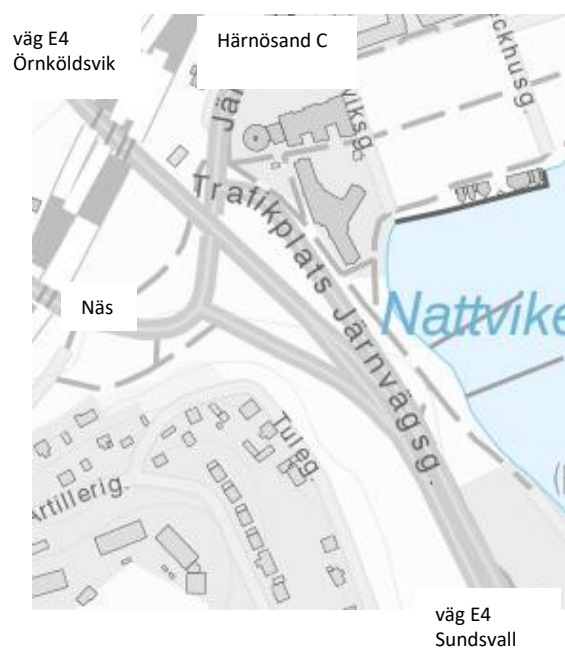 väg E4
Örnköldsvik
Härnösand C
Trafikplats Järnvägsg.
Näs
Nattvike
Tuleg.
Artillerig.
väg E4
Sundsvall